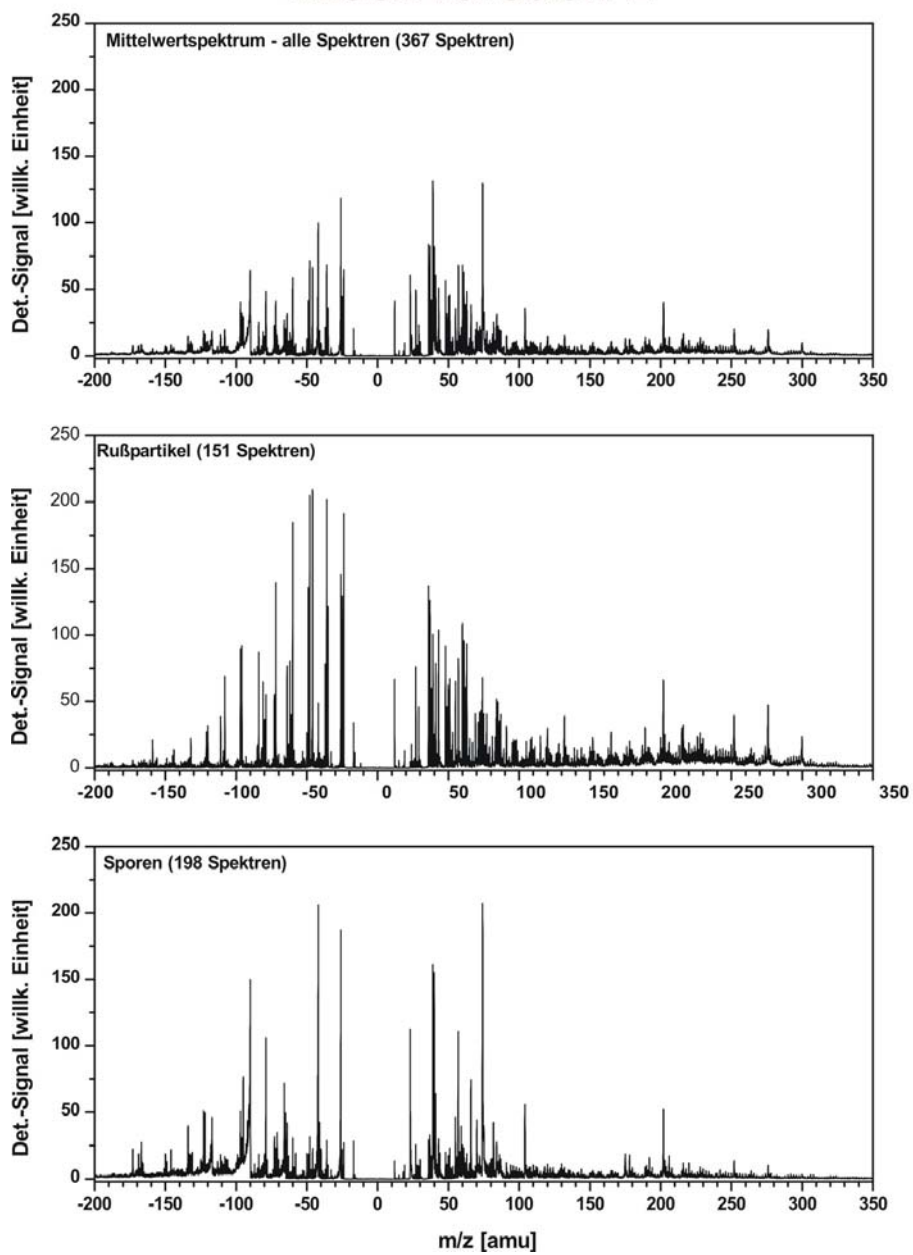 250
200
150
100
50
0
Det.-Signal [willk. Einheit]
Mittelwertspektrum - alle Spektren (367 Spektren)
-200 -150 -100 -50 0 50 100 150 200 250 300 350
250
200
150
100
50
0
Det.-Signal [willk. Einheit]
Rußpartikel (151 Spektren)
-200 -150 -100 -50 0 50 100 150 200 250 300 350
250
200
150
100
50
0
Det.-Signal [willk. Einheit]
Sporen (198 Spektren)
-200 -150 -100 -50 0 50 100 150 200 250 300 350
m/z [amu]